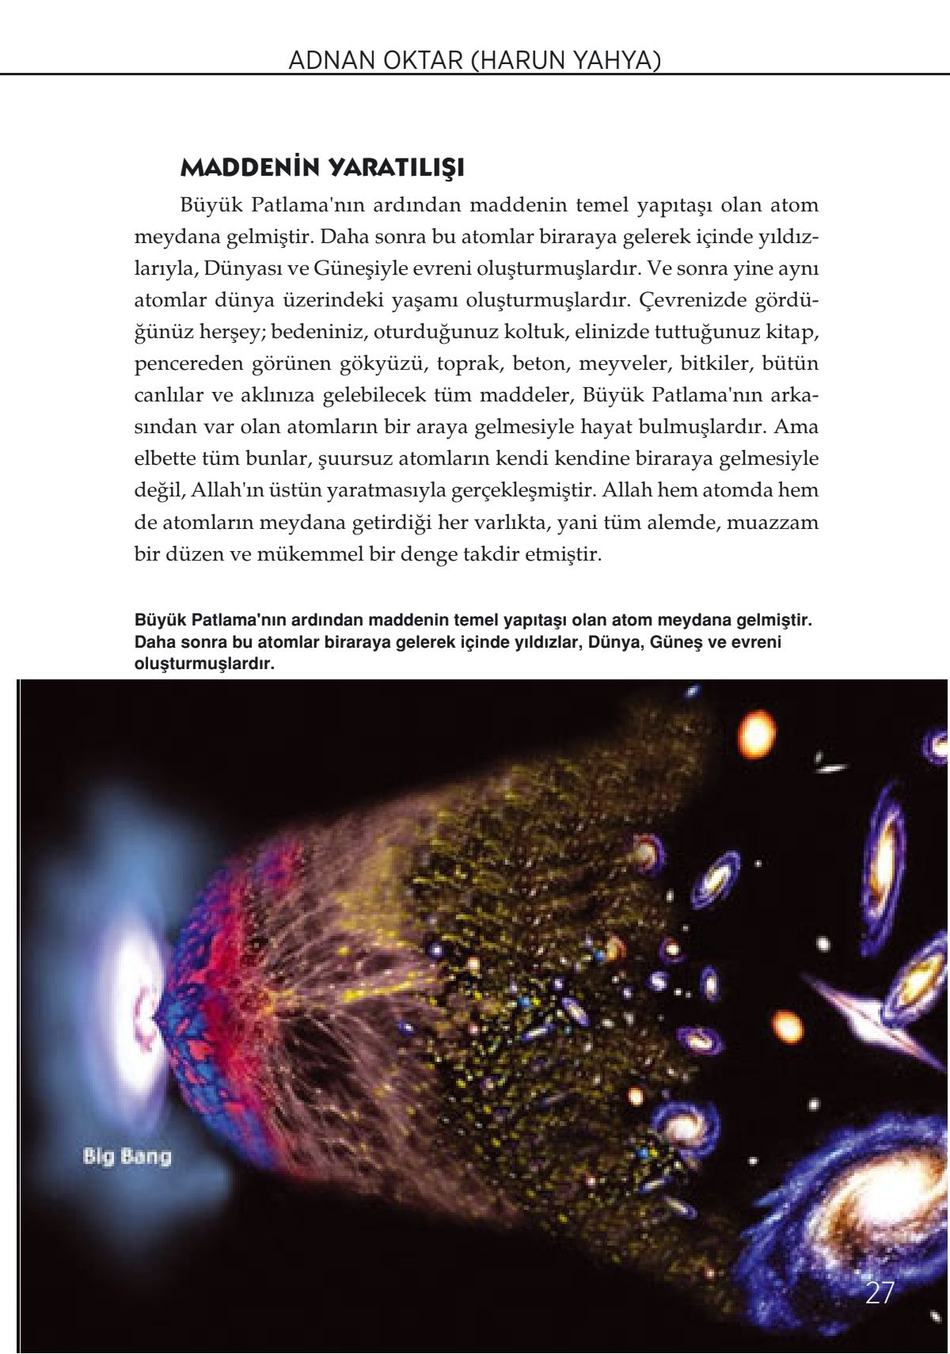 ADNAN OKTAR (HARUN YAHYA)
MADDENİN YARATILIŞI
Büyük Patlama'nın ardından maddenin temel yapıtaşı olan atom
meydana gelmiştir. Daha sonra bu atomlar biraraya gelerek içinde yıldız-
larıyla, Dünyası ve Güneşiyle evreni oluşturmuşlardır. Ve sonra yine aynı
atomlar dünya üzerindeki yaşamı oluşturmuşlardır. Çevrenizde gördü-
ğünüz herşey; bedeniniz, oturduğunuz koltuk, elinizde tuttuğunuz kitap,
pencereden görünen gökyüzü, toprak, beton, meyveler, bitkiler, bütün
canlılar ve aklınıza gelebilecek tüm maddeler, Büyük Patlama'nın arka-
sından var olan atomların bir araya gelmesiyle hayat bulmuşlardır. Ama
elbette tüm bunlar, şuursuz atomların kendi kendine biraraya gelmesiyle
değil, Allah'ın üstün yaratmasıyla gerçekleşmiştir. Allah hem atomda hem
de atomların meydana getirdiği her varlıkta, yani tüm alemde, muazzam
bir düzen ve mükemmel bir denge takdir etmiştir.
Büyük Patlama'nın ardından maddenin temel yapıtaşı olan atom meydana gelmiştir.
Daha sonra bu atomlar biraraya gelerek içinde yıldızlar, Dünya, Güneş ve evreni
oluşturmuşlardır.
Big Bang
27